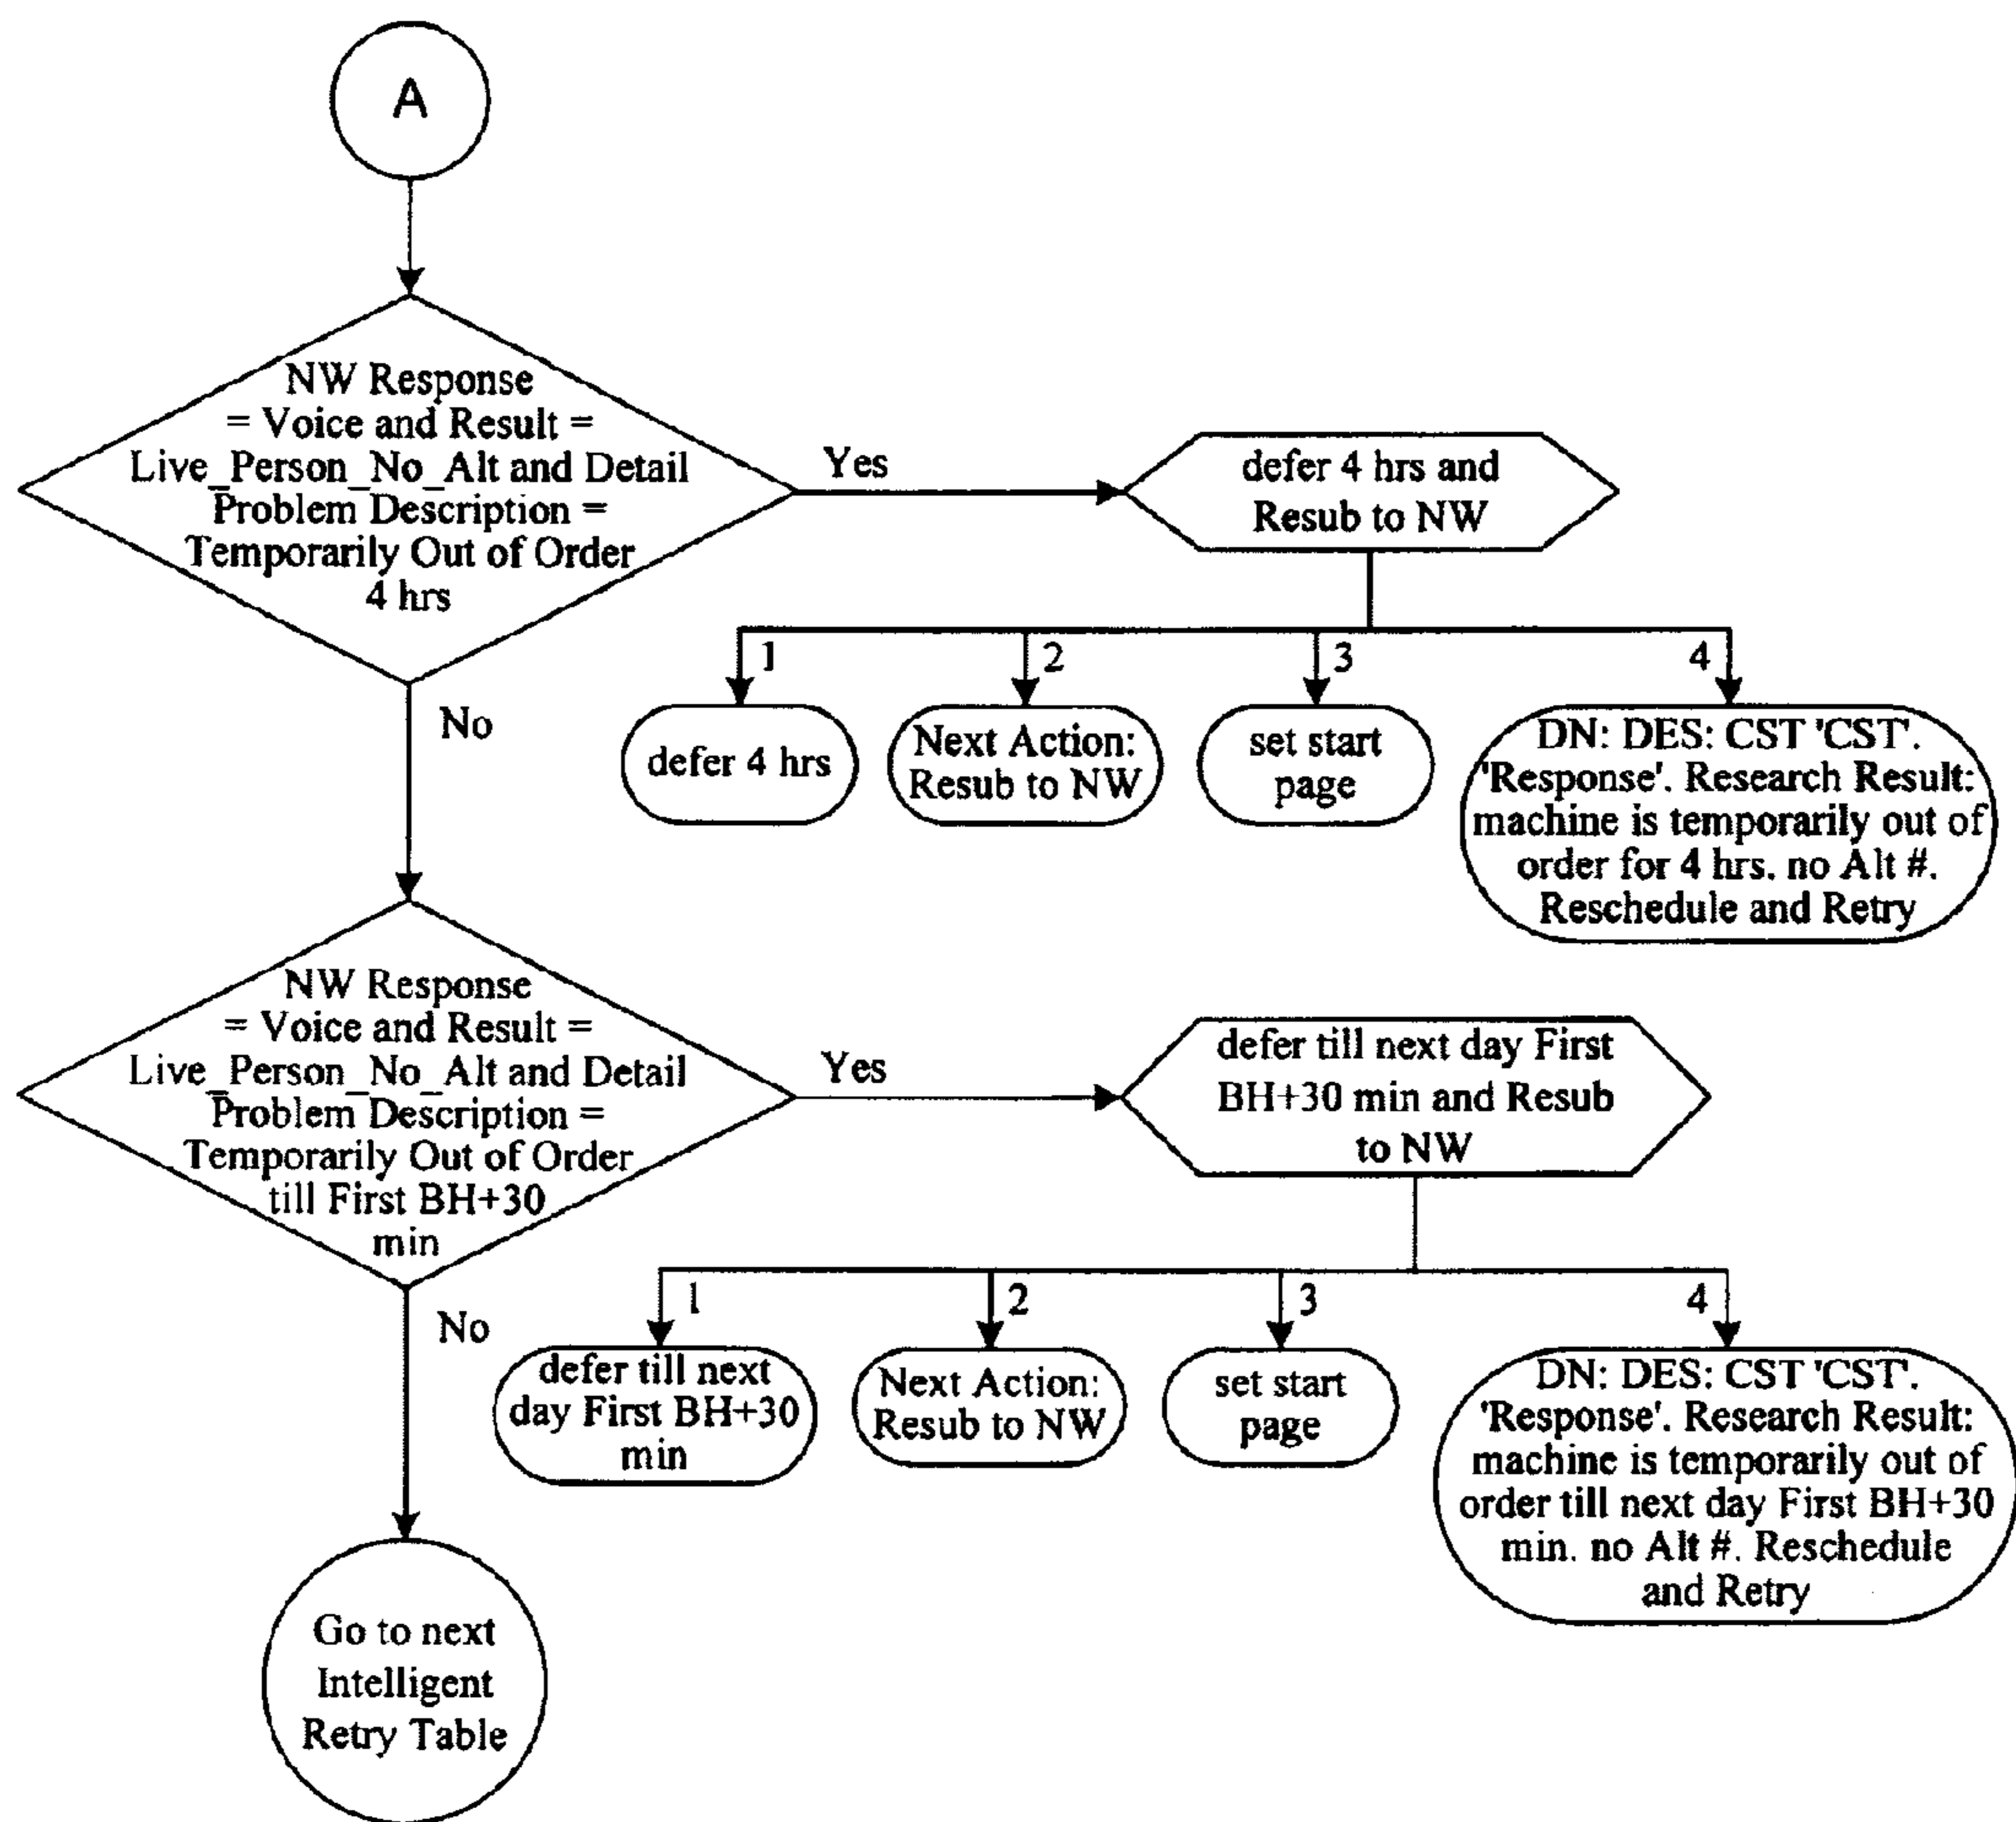 A
NW Response
= Voice and Result =
Live_Person_No_Alt and Detail
Problem Description =
Temporarily Out of Order
4 hrs
Yes
defer 4 hrs and
Resub to NW
No
1
2
3
4
defer 4 hrs
Next Action:
Resub to NW
set start
page
DN: DES: CST 'CST'.
'Response'. Research Result:
machine is temporarily out of
order for 4 hrs. no Alt #.
Reschedule and Retry
NW Response
= Voice and Result =
Live_Person_No_Alt and Detail
Problem Description =
Temporarily Out of Order
till First BH+30
min
Yes
defer till next day First
BH+30 min and Resub
to NW
No
1
2
3
4
defer till next
day First BH+30
min
Next Action:
Resub to NW
set start
page
DN: DES: CST 'CST'.
'Response'. Research Result:
machine is temporarily out of
order till next day First BH+30
min. no Alt #. Reschedule
and Retry
Go to next
Intelligent
Retry Table